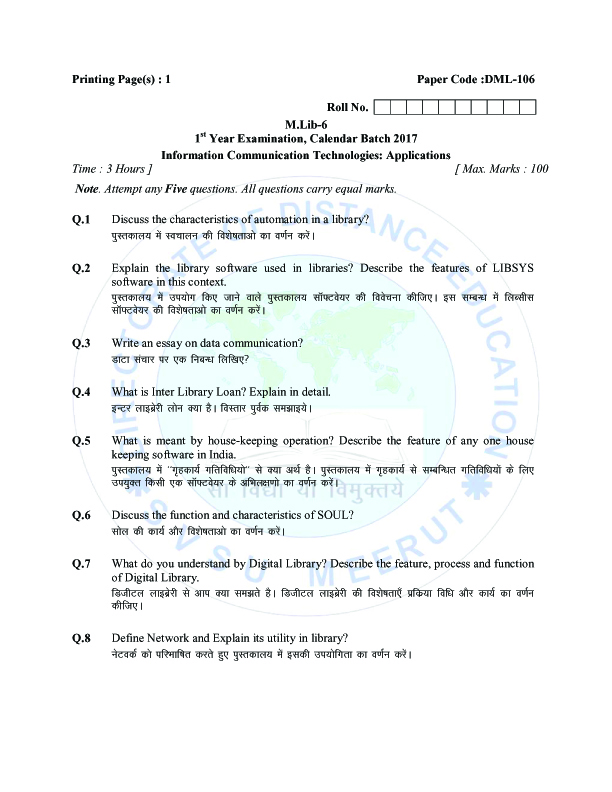 Printing Page(s) : 1 Paper Code :DML-106
Roll No.
M.Lib-6
1st Year Examination, Calendar Batch 2017
Information Communication Technologies: Applications
Time : 3 Hours ] [ Max. Marks : 100
Note. Attempt any Five questions. All questions carry equal marks.
Q.1 Discuss the characteristics of automation in a library?
पुस्तकालय में स्वचालन की विशेषताओ का वर्णन करें।
Q.2 Explain the library software used in libraries? Describe the features of LIBSYS
software in this context.
पुस्तकालय में उपयोग किए जाने वाले पुस्तकालय सॉफ्टवेयर की विवेचना कीजिए। इस सम्बन्ध में लिब्सीस
सॉफ्टवेयर की विशेषताओ का वर्णन करें।
Q.3 Write an essay on data communication?
डाटा संचार पर एक निबन्ध लिखिए?
Q.4 What is Inter Library Loan? Explain in detail.
इन्टर लाइब्रेरी लोन क्या है। विस्तार पुर्वक समझाइये।
Q.5 What is meant by house-keeping operation? Describe the feature of any one house
keeping software in India.
पुस्तकालय में "गृहकार्य गतिविधियो" से क्या अर्थ है। पुस्तकालय में गृहकार्य से सम्बन्धित गतिविधियों के लिए
उपयुक्त किसी एक सॉफ्टवेयर के अभिलक्षणो का वर्णन करें।
Q.6 Discuss the function and characteristics of SOUL?
सोल की कार्य और विशेषताओ का वर्णन करें।
Q.7 What do you understand by Digital Library? Describe the feature, process and function
of Digital Library.
डिजीटल लाइब्रेरी से आप क्या समझते है। डिजीटल लाइब्रेरी की विशेषताएँ प्रक्रिया विधि और कार्य का वर्णन
कीजिए।
Q.8 Define Network and Explain its utility in library?
नेटवर्क को परिभाषित करते हुए पुस्तकालय में इसकी उपयोगिता का वर्णन करें।
DIRECTORATE OF DISTANCE EDUCATION
सा विद्या या विमुक्तये
SVSU MEERUT